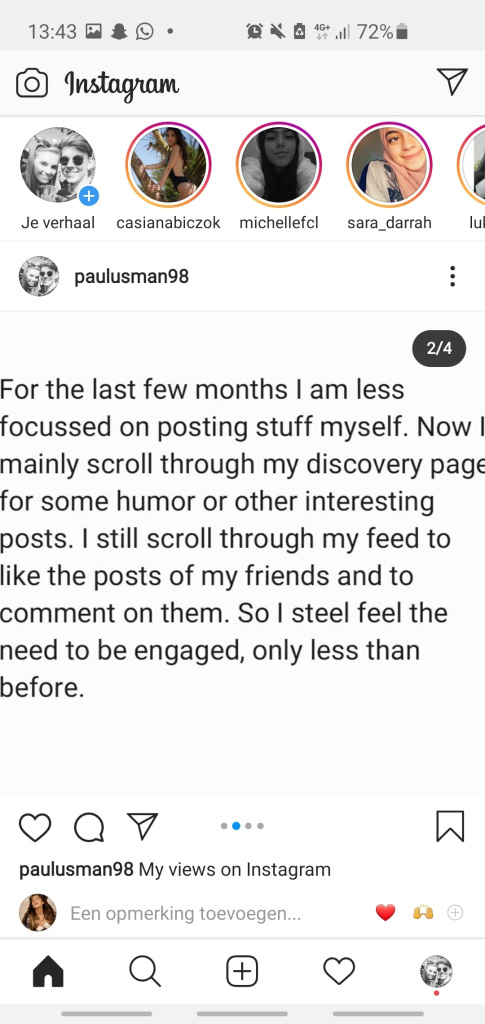 13:43 4G+ 72%
Instagram
Je verhaal casianabiczok michellefcl sara_darrah lul
paulusman98
2/4
For the last few months I am less
focussed on posting stuff myself. Now I
mainly scroll through my discovery page
for some humor or other interesting
posts. I still scroll through my feed to
like the posts of my friends and to
comment on them. So I steel feel the
need to be engaged, only less than
before.
paulusman98 My views on Instagram
Een opmerking toevoegen...